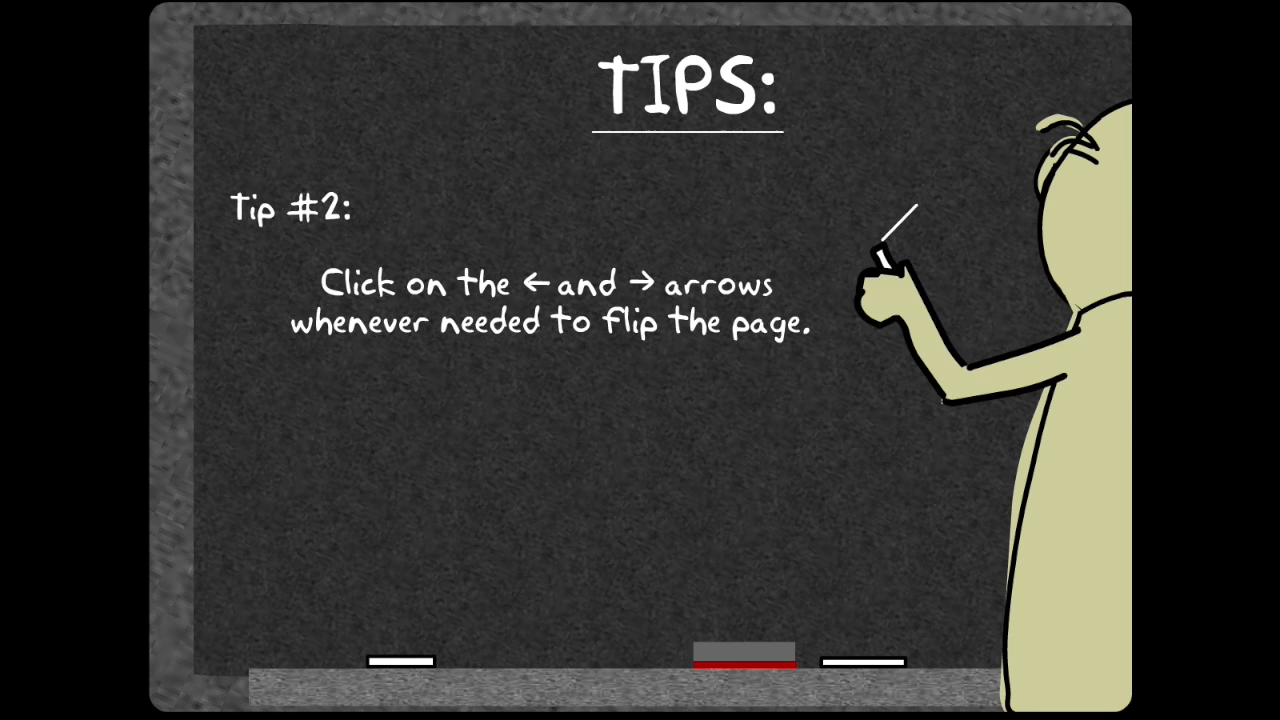 TIPS:
Tip #2:
Click on the ← and → arrows
whenever needed to flip the page.